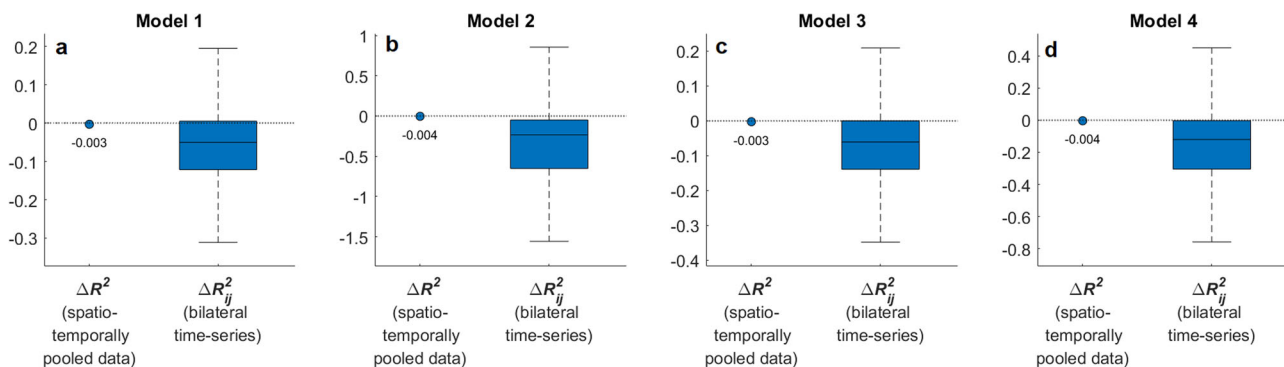 Model 1
a
0.2
0.1
0
-0.1
-0.2
-0.3
-0.003
ΔR²
(spatio-
temporally
pooled data)
ΔR²ij
(bilateral
time-series)
Model 2
b
1
0.5
0
-0.5
-1
-1.5
-0.004
ΔR²
(spatio-
temporally
pooled data)
ΔR²ij
(bilateral
time-series)
Model 3
c
0.2
0.1
0
-0.1
-0.2
-0.3
-0.4
-0.003
ΔR²
(spatio-
temporally
pooled data)
ΔR²ij
(bilateral
time-series)
Model 4
d
0.4
0.2
0
-0.2
-0.4
-0.6
-0.8
-0.004
ΔR²
(spatio-
temporally
pooled data)
ΔR²ij
(bilateral
time-series)